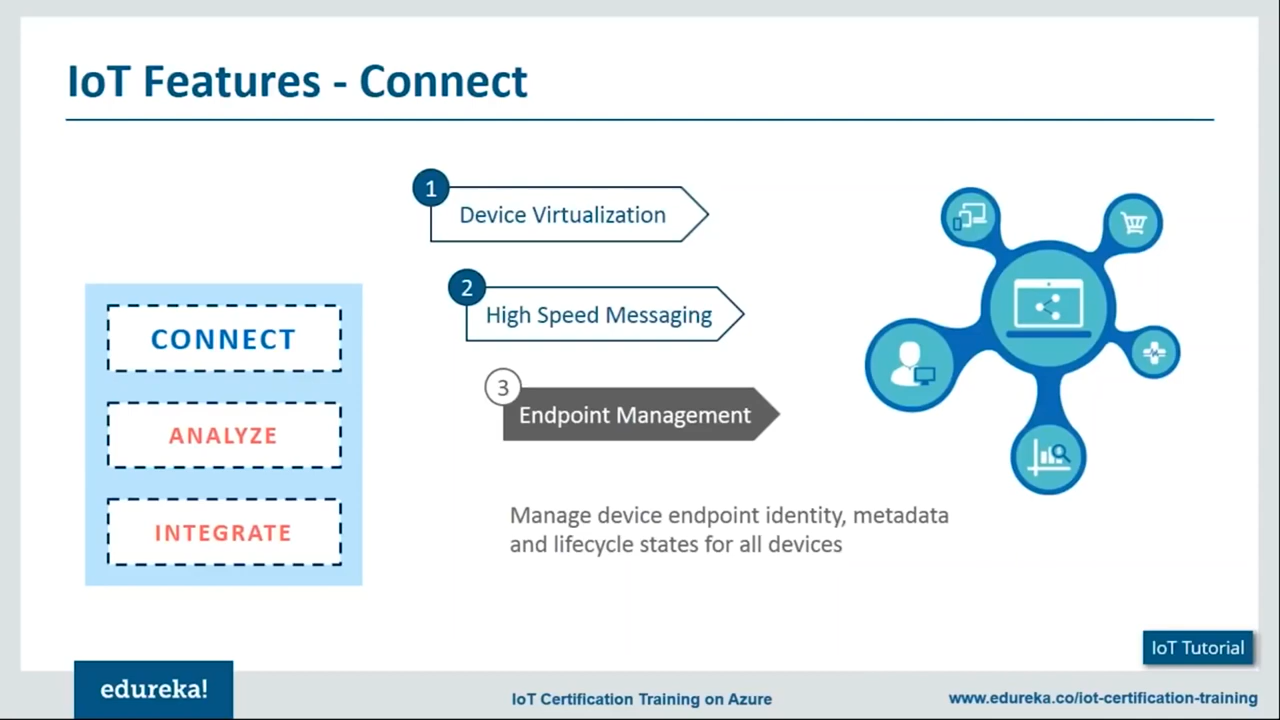 IoT Features - Connect
1
Device Virtualization
2
High Speed Messaging
3
Endpoint Management
CONNECT
ANALYZE
INTEGRATE
Manage device endpoint identity, metadata
and lifecycle states for all devices
IoT Tutorial
edureka!
IoT Certification Training on Azure
www.edureka.co/iot-certification-training